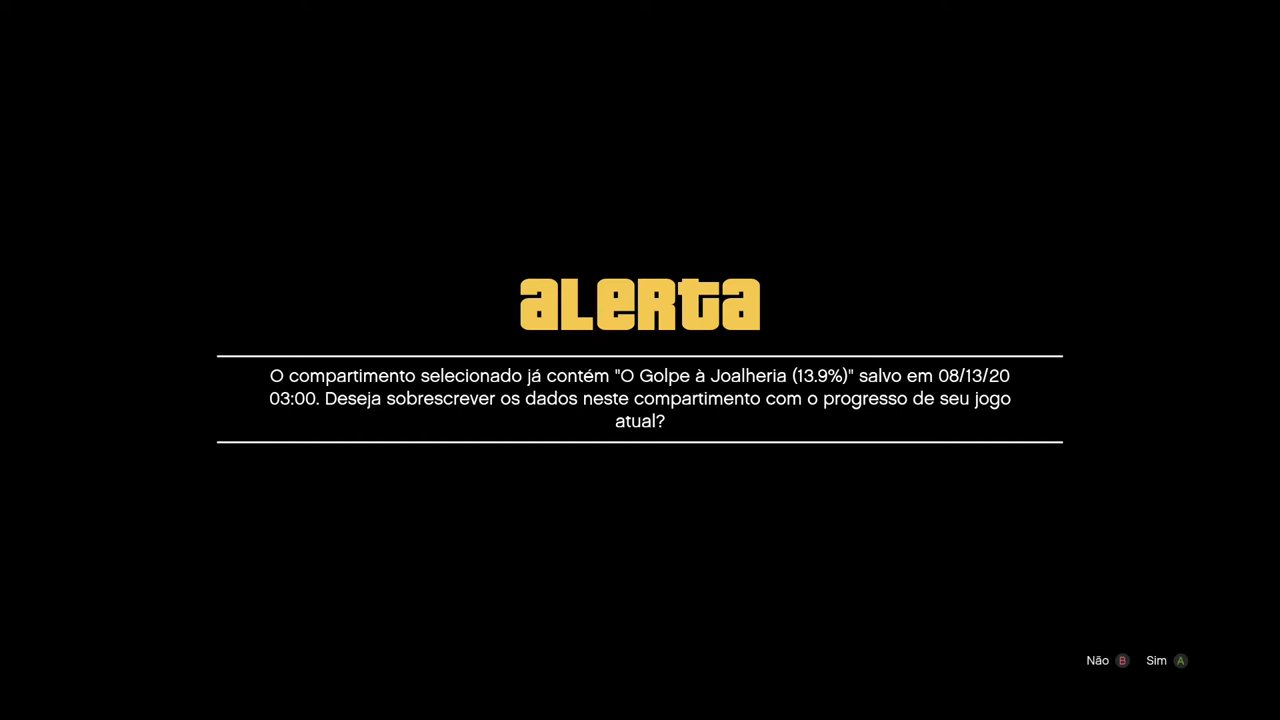 alerta
O compartimento selecionado já contém "O Golpe à Joalheria (13.9%)" salvo em 08/13/20
03:00. Deseja sobrescrever os dados neste compartimento com o progresso de seu jogo
atual?
Não B Sim A